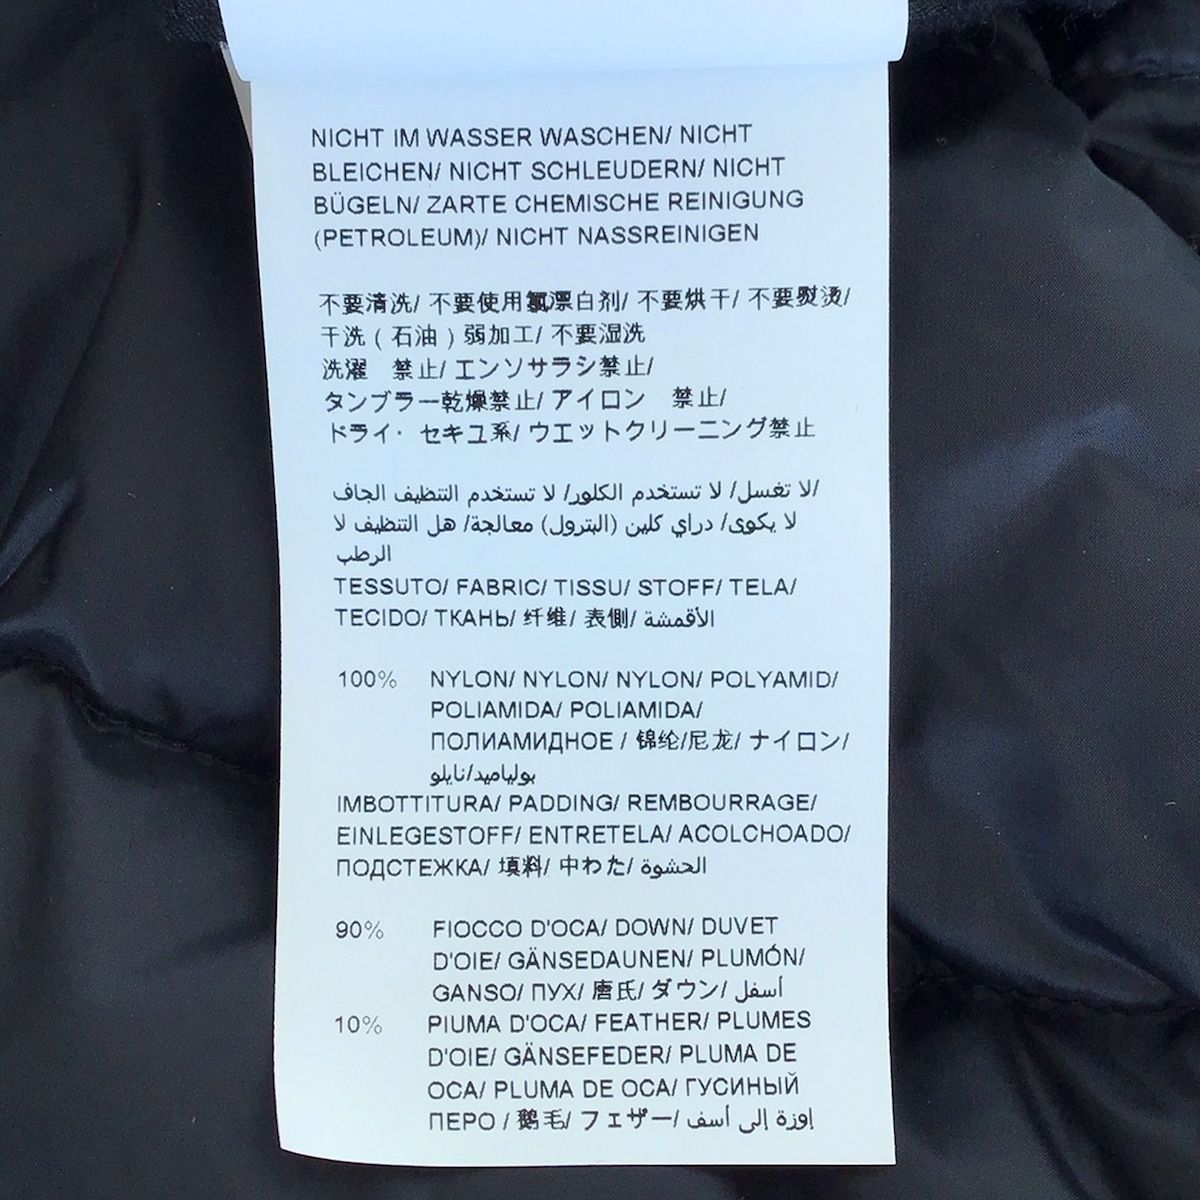 NICHT IM WASSER WASCHEN/ NICHT
BLEICHEN/ NICHT SCHLEUDERN/ NICHT
BÜGELN/ ZARTE CHEMISCHE REINIGUNG
(PETROLEUM)/ NICHT NASSREINIGEN
不要清洗/ 不要使用氯漂白剂/ 不要烘干/ 不要熨烫/
干洗 ( 石油 ) 弱加工/ 不要湿洗
洗濯　禁止/ エンソサラシ禁止/
タンブラー乾燥禁止/ アイロン　禁止/
ドライ・ セキユ系/ ウエットクリーニング禁止
لا تغسل/ لا تستخدم الكلور/ لا تستخدم التنظيف الجاف/
لا يكوى/ دراي كلين (البترول) معالجة/ هل التنظيف لا
الرطب
TESSUTO/ FABRIC/ TISSU/ STOFF/ TELA/
TECIDO/ ТКАНЬ/ 纤维/ 表側/ الأقمشة
100% NYLON/ NYLON/ NYLON/ POLYAMID/
POLIAMIDA/ POLIAMIDA/
ПОЛИАМИДНОЕ / 锦纶/尼龙/ ナイロン/
بولياميد/نايلو
IMBOTTITURA/ PADDING/ REMBOURRAGE/
EINLEGESTOFF/ ENTRETELA/ ACOLCHOADO/
ПОДСТЕЖКА/ 填料/ 中わた/ الحشوة
90% FIOCCO D'OCA/ DOWN/ DUVET
D'OIE/ GÄNSEDAUNEN/ PLUMÓN/
GANSO/ ПУХ/ 唐氏/ ダウン/ أسفل
10% PIUMA D'OCA/ FEATHER/ PLUMES
D'OIE/ GÄNSEFEDER/ PLUMA DE
OCA/ PLUMA DE OCA/ ГУСИНЫЙ
ПЕРО / 鹅毛/ フェザー/ إوزة إلى أسف